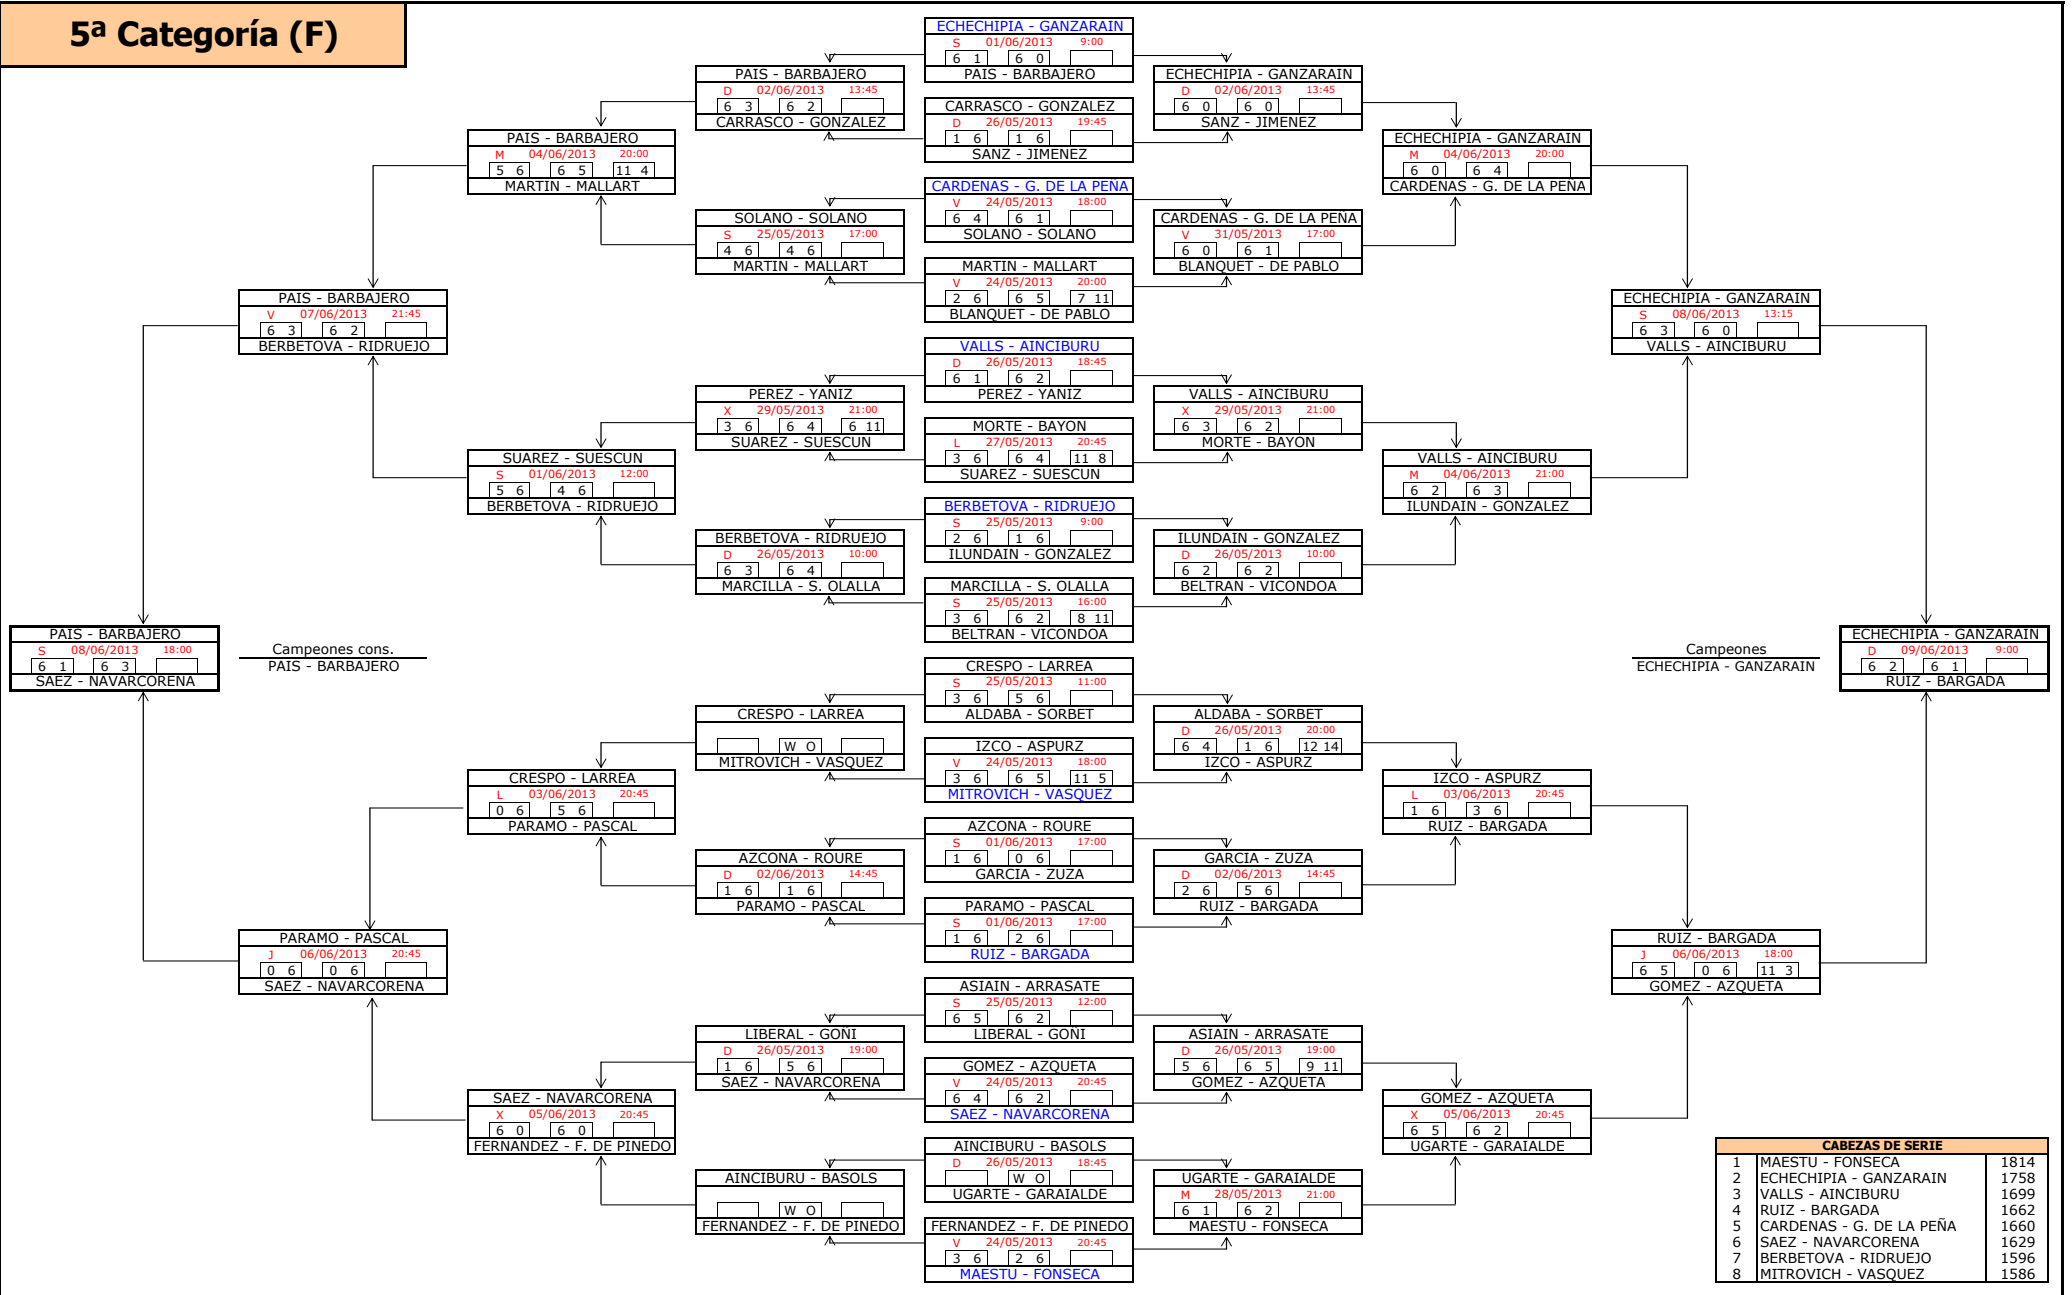 5ª Categoría (F)
ECHECHIPIA - GANZARAIN
S 01/06/2013 9:00
6 1 6 0
PAIS - BARBAJERO
CARRASCO - GONZALEZ
D 26/05/2013 19:45
1 6 1 6
SANZ - JIMENEZ
CARDENAS - G. DE LA PEÑA
V 24/05/2013 18:00
6 4 6 1
SOLANO - SOLANO
MARTIN - MALLART
V 24/05/2013 20:00
2 6 6 5 7 11
BLANQUET - DE PABLO
VALLS - AINCIBURU
D 26/05/2013 18:45
6 1 6 2
PEREZ - YANIZ
MORTE - BAYON
L 27/05/2013 20:45
3 6 6 4 11 8
SUAREZ - SUESCUN
BERBETOVA - RIDRUEJO
S 25/05/2013 9:00
2 6 1 6
ILUNDAIN - GONZALEZ
MARCILLA - S. OLALLA
S 25/05/2013 16:00
3 6 6 2 8 11
BELTRAN - VICONDOA
CRESPO - LARREA
S 25/05/2013 11:00
3 6 5 6
ALDABA - SORBET
IZCO - ASPURZ
V 24/05/2013 18:00
3 6 6 5 11 5
MITROVICH - VASQUEZ
AZCONA - ROURE
S 01/06/2013 17:00
1 6 0 6
GARCIA - ZUZA
PARAMO - PASCAL
S 01/06/2013 17:00
1 6 2 6
RUIZ - BARGADA
ASIAIN - ARRASATE
S 25/05/2013 12:00
6 5 6 2
LIBERAL - GOÑI
GOMEZ - AZQUETA
V 24/05/2013 20:45
6 4 6 2
SAEZ - NAVARCORENA
AINCIBURU - BASOLS
D 26/05/2013 18:45
W O
UGARTE - GARAIALDE
FERNANDEZ - F. DE PINEDO
V 24/05/2013 20:45
3 6 2 6
MAESTU - FONSECA
PAIS - BARBAJERO
D 02/06/2013 13:45
6 3 6 2
CARRASCO - GONZALEZ
SOLANO - SOLANO
S 25/05/2013 17:00
4 6 4 6
MARTIN - MALLART
PEREZ - YANIZ
X 29/05/2013 21:00
3 6 6 4 6 11
SUAREZ - SUESCUN
BERBETOVA - RIDRUEJO
D 26/05/2013 10:00
6 3 6 4
MARCILLA - S. OLALLA
CRESPO - LARREA
W O
MITROVICH - VASQUEZ
AZCONA - ROURE
D 02/06/2013 14:45
1 6 1 6
PARAMO - PASCAL
LIBERAL - GOÑI
D 26/05/2013 19:00
1 6 5 6
SAEZ - NAVARCORENA
AINCIBURU - BASOLS
W O
FERNANDEZ - F. DE PINEDO
PAIS - BARBAJERO
M 04/06/2013 20:00
5 6 6 5 11 4
MARTIN - MALLART
SUAREZ - SUESCUN
S 01/06/2013 12:00
5 6 4 6
BERBETOVA - RIDRUEJO
CRESPO - LARREA
L 03/06/2013 20:45
0 6 5 6
PARAMO - PASCAL
SAEZ - NAVARCORENA
X 05/06/2013 20:45
6 0 6 0
FERNANDEZ - F. DE PINEDO
PAIS - BARBAJERO
V 07/06/2013 21:45
6 3 6 2
BERBETOVA - RIDRUEJO
PARAMO - PASCAL
J 06/06/2013 20:45
0 6 0 6
SAEZ - NAVARCORENA
PAIS - BARBAJERO
S 08/06/2013 18:00
6 1 6 3
SAEZ - NAVARCORENA
Campeones cons.
PAIS - BARBAJERO
ECHECHIPIA - GANZARAIN
D 02/06/2013 13:45
6 0 6 0
SANZ - JIMENEZ
CARDENAS - G. DE LA PEÑA
V 31/05/2013 17:00
6 0 6 1
BLANQUET - DE PABLO
VALLS - AINCIBURU
X 29/05/2013 21:00
6 3 6 2
MORTE - BAYON
ILUNDAIN - GONZALEZ
D 26/05/2013 10:00
6 2 6 2
BELTRAN - VICONDOA
ALDABA - SORBET
D 26/05/2013 20:00
6 4 1 6 12 14
IZCO - ASPURZ
GARCIA - ZUZA
D 02/06/2013 14:45
2 6 5 6
RUIZ - BARGADA
ASIAIN - ARRASATE
D 26/05/2013 19:00
5 6 6 5 9 11
GOMEZ - AZQUETA
UGARTE - GARAIALDE
M 28/05/2013 21:00
6 1 6 2
MAESTU - FONSECA
ECHECHIPIA - GANZARAIN
M 04/06/2013 20:00
6 0 6 4
CARDENAS - G. DE LA PEÑA
VALLS - AINCIBURU
M 04/06/2013 21:00
6 2 6 3
ILUNDAIN - GONZALEZ
IZCO - ASPURZ
L 03/06/2013 20:45
1 6 3 6
RUIZ - BARGADA
GOMEZ - AZQUETA
X 05/06/2013 20:45
6 5 6 2
UGARTE - GARAIALDE
ECHECHIPIA - GANZARAIN
S 08/06/2013 13:15
6 3 6 0
VALLS - AINCIBURU
RUIZ - BARGADA
J 06/06/2013 18:00
6 5 0 6 11 3
GOMEZ - AZQUETA
Campeones
ECHECHIPIA - GANZARAIN
ECHECHIPIA - GANZARAIN
D 09/06/2013 9:00
6 2 6 1
RUIZ - BARGADA
CABEZAS DE SERIE
1 MAESTU - FONSECA 1814
2 ECHECHIPIA - GANZARAIN 1758
3 VALLS - AINCIBURU 1699
4 RUIZ - BARGADA 1662
5 CARDENAS - G. DE LA PEÑA 1660
6 SAEZ - NAVARCORENA 1629
7 BERBETOVA - RIDRUEJO 1596
8 MITROVICH - VASQUEZ 1586